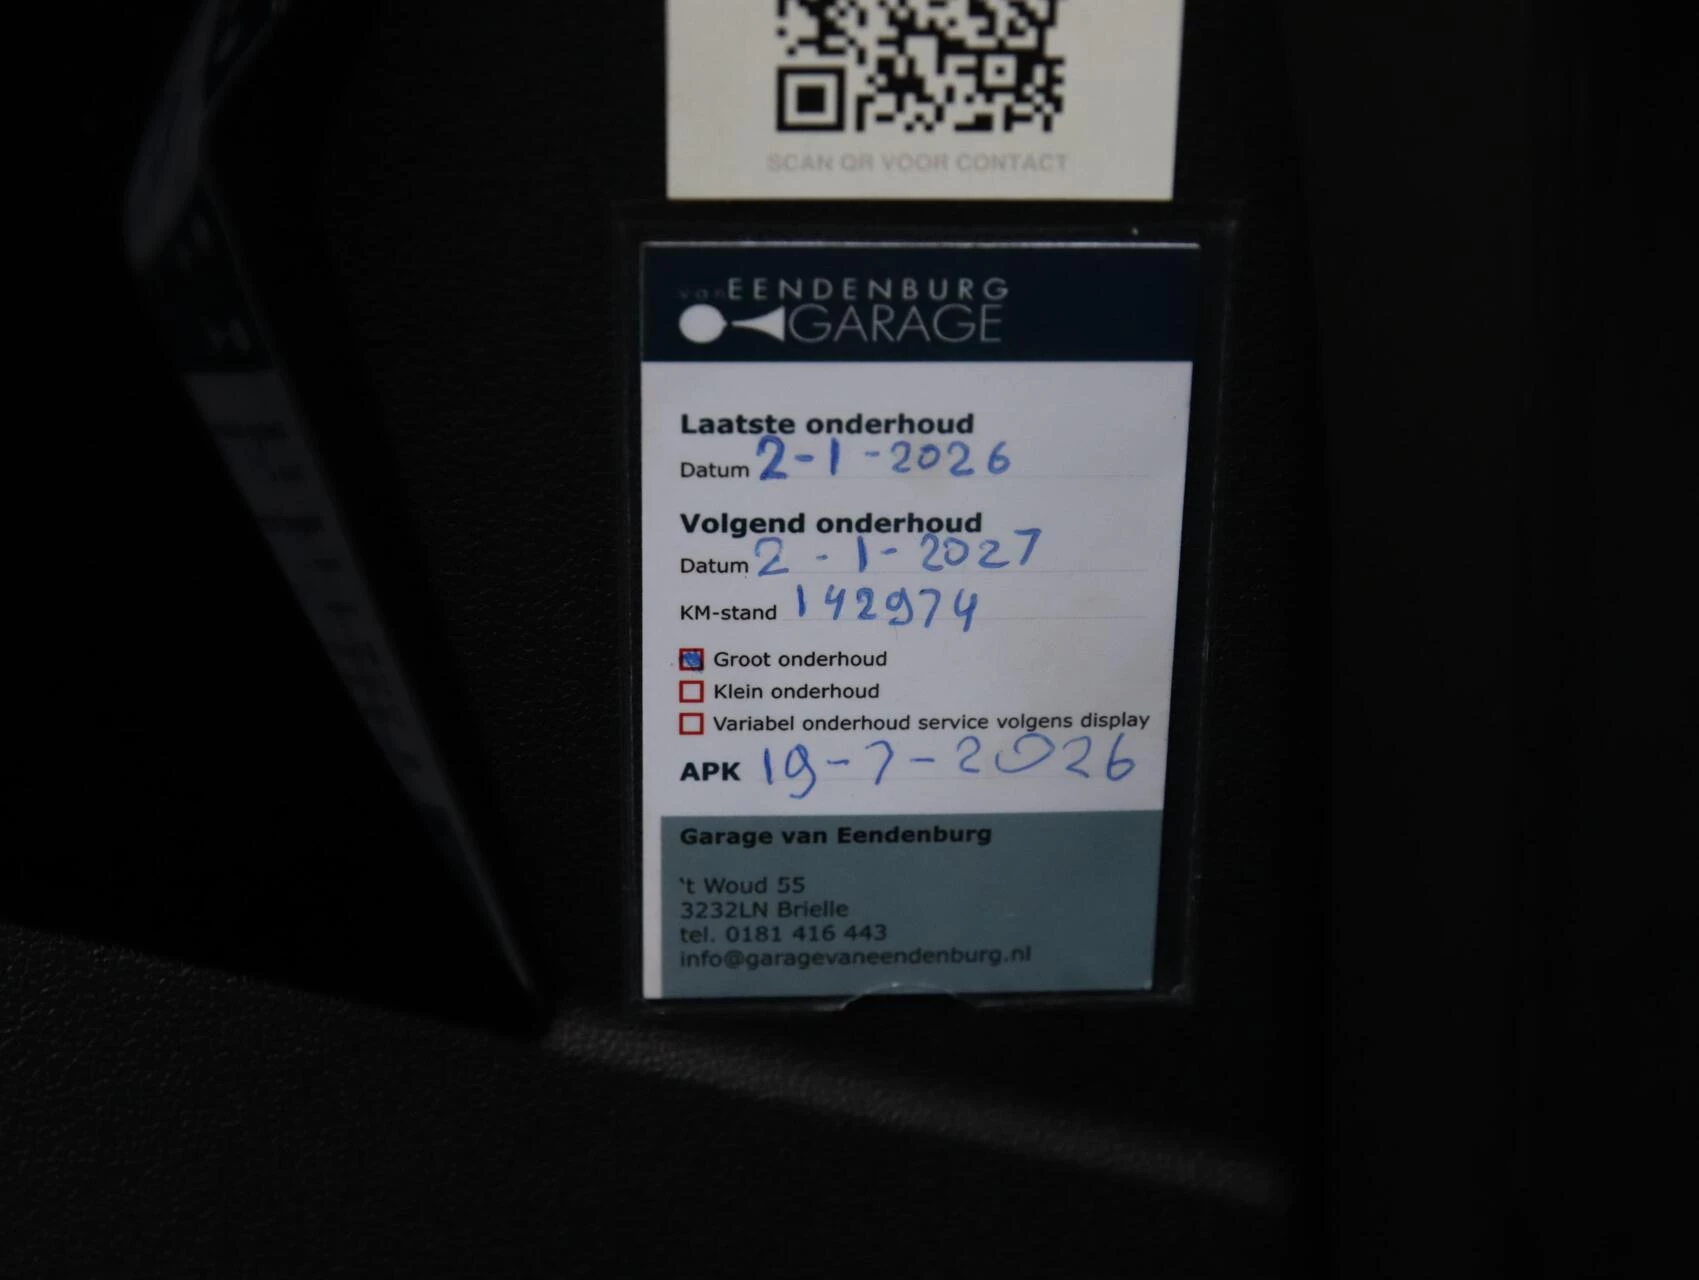 SCAN QR VOOR CONTACT
van EENDENBURG
GARAGE
Laatste onderhoud
Datum 2-1-2026
Volgend onderhoud
Datum 2-1-2027
KM-stand 142974
Groot onderhoud
Klein onderhoud
Variabel onderhoud service volgens display
APK 19-7-2026
Garage van Eendenburg
't Woud 55
3232LN Brielle
tel. 0181 416 443
info@garagevaneendenburg.nl